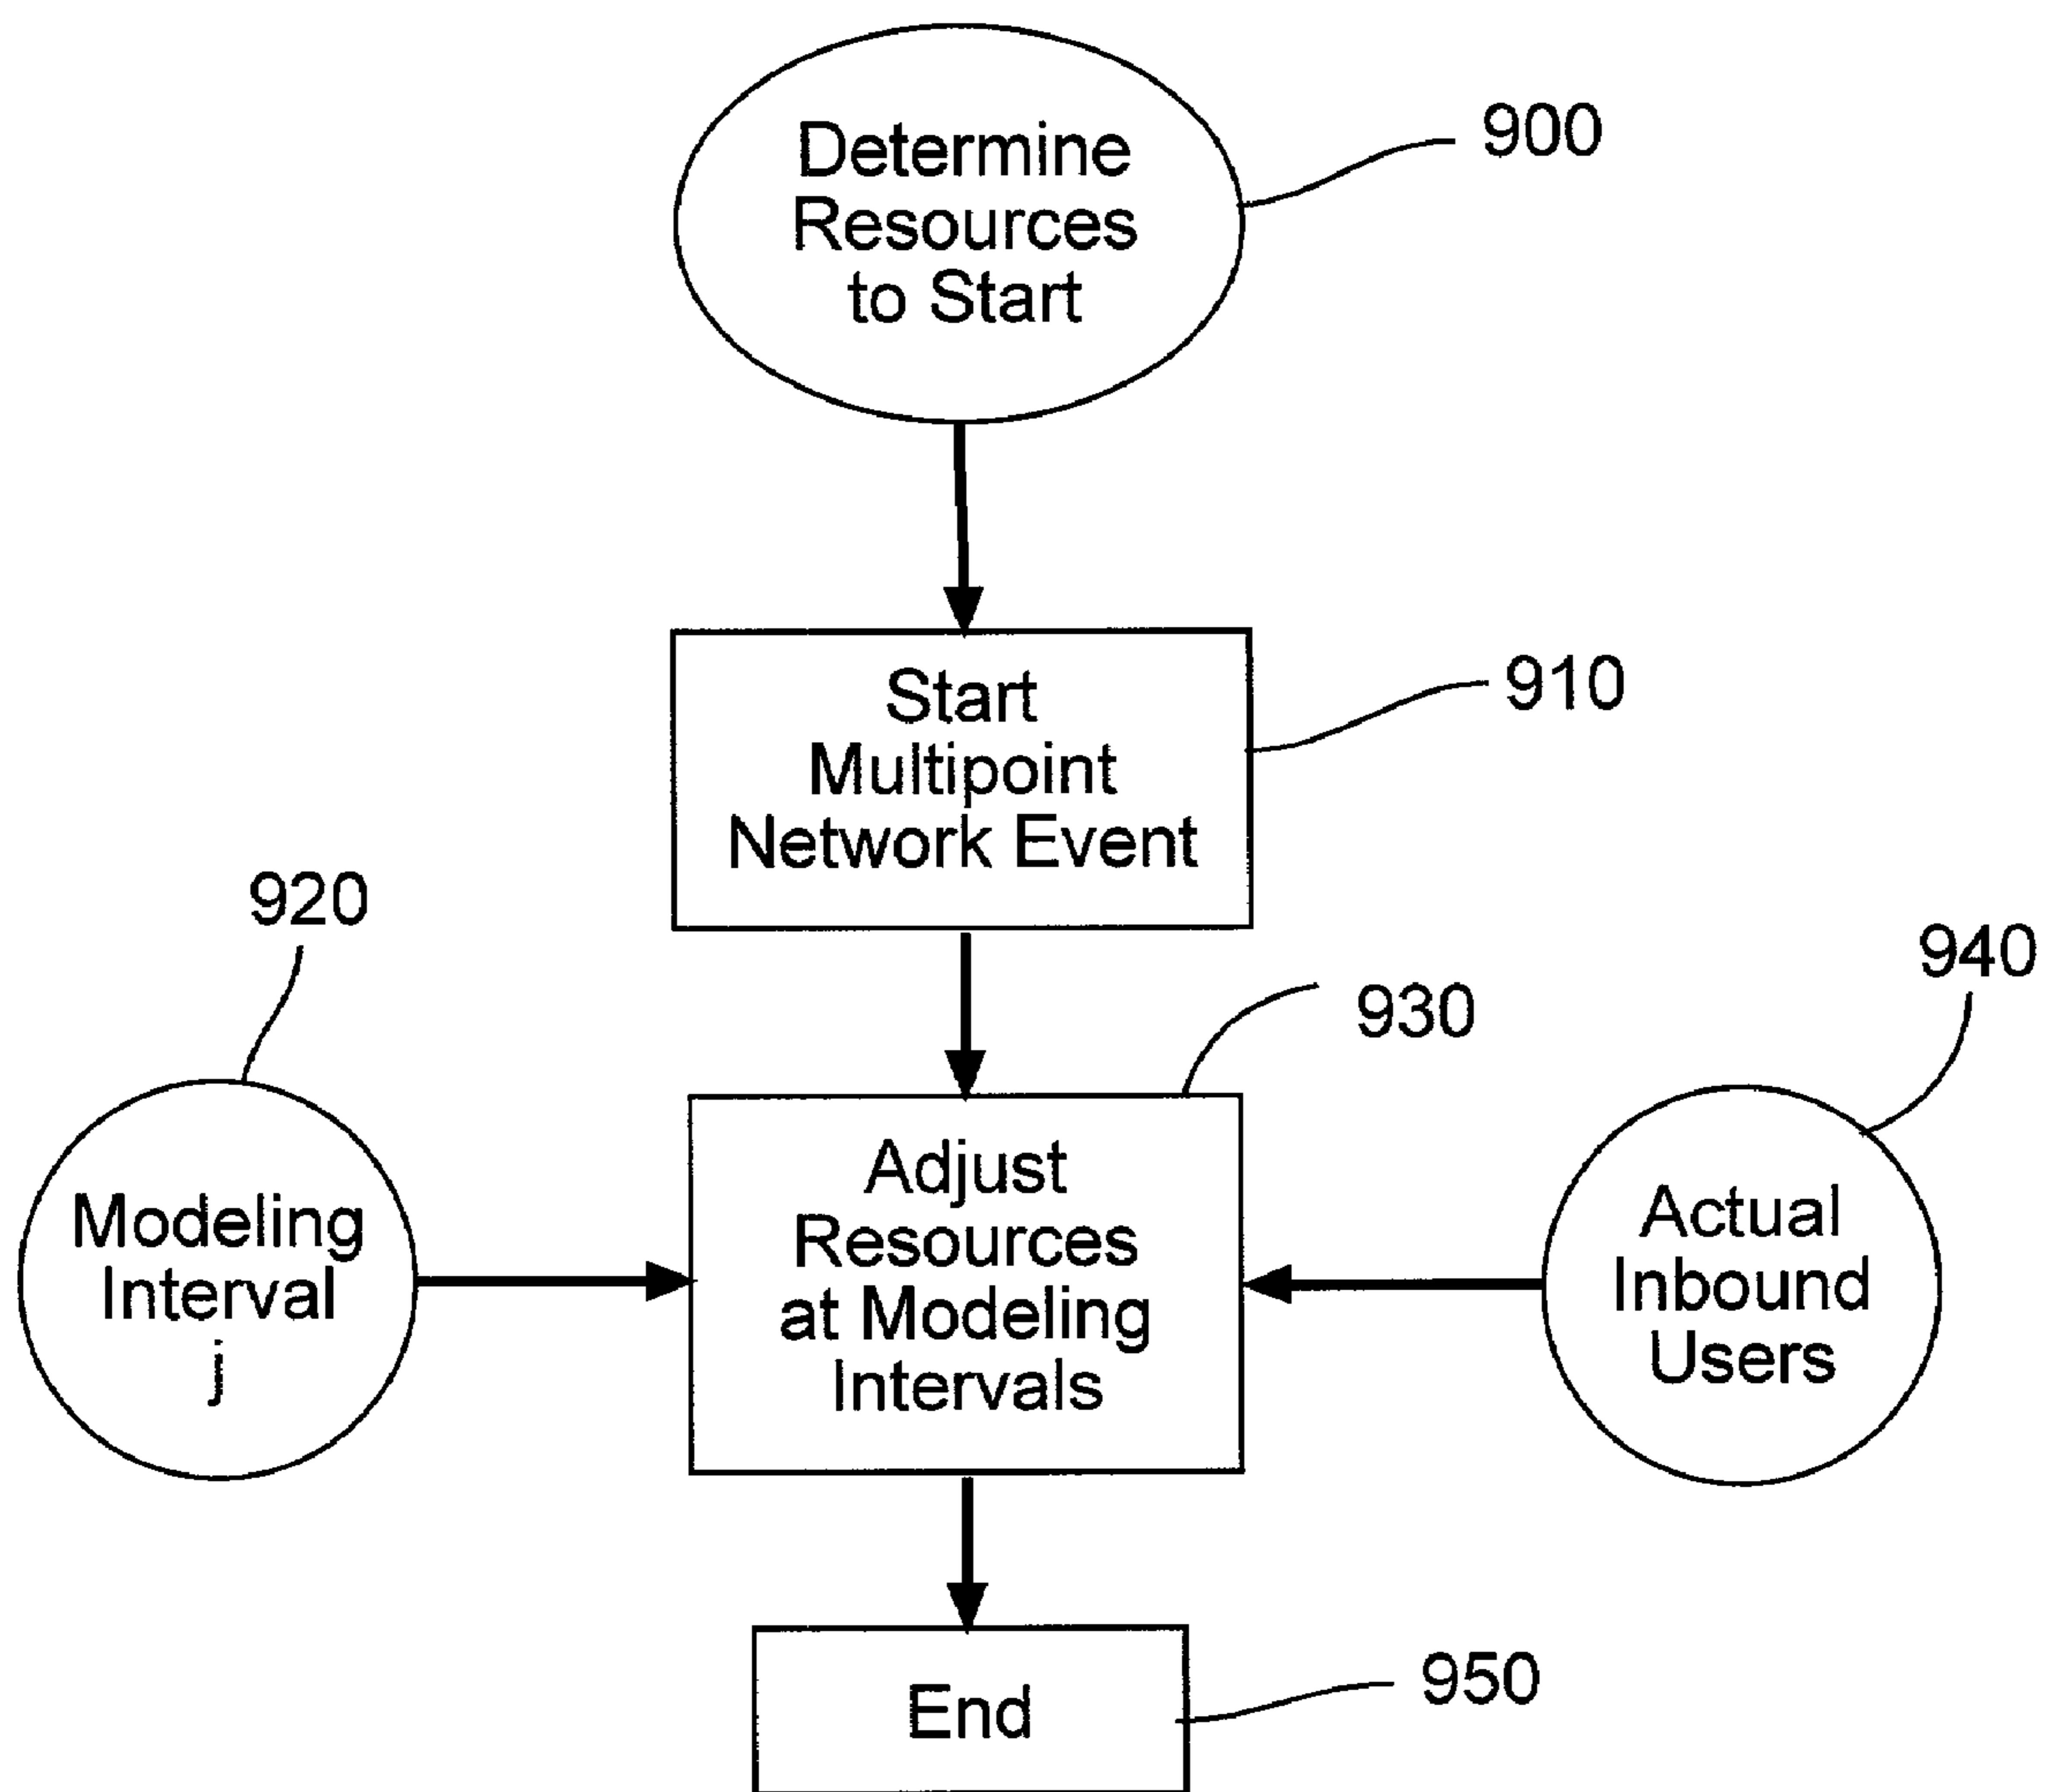 Determine
Resources
to Start
900
Start
Multipoint
Network Event
910
920
940
930
Modeling
Interval
j
Adjust
Resources
at Modeling
Intervals
Actual
Inbound
Users
End
950